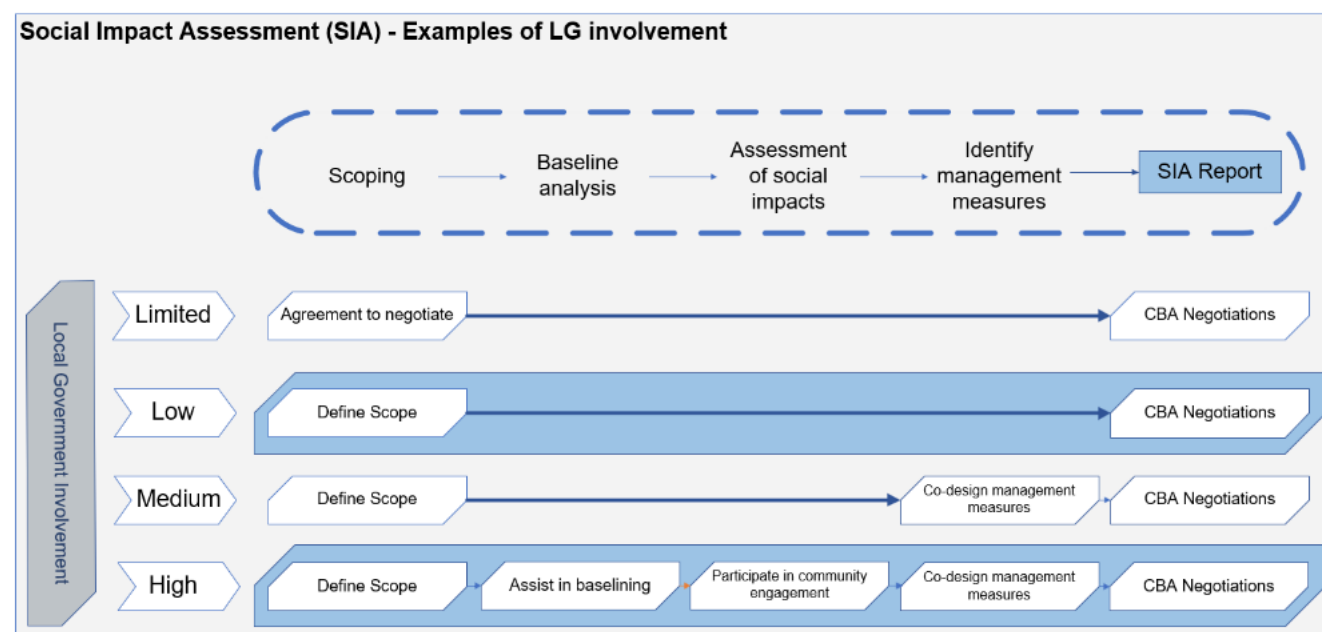 Social Impact Assessment (SIA) - Examples of LG involvement
Scoping
Baseline
analysis
Assessment
of social
impacts
Identify
management
measures
SIA Report
Local Government Involvement
Limited
Agreement to negotiate
CBA Negotiations
Low
Define Scope
CBA Negotiations
Medium
Define Scope
Co-design management
measures
CBA Negotiations
High
Define Scope
Assist in baselining
Participate in community
engagement
Co-design management
measures
CBA Negotiations